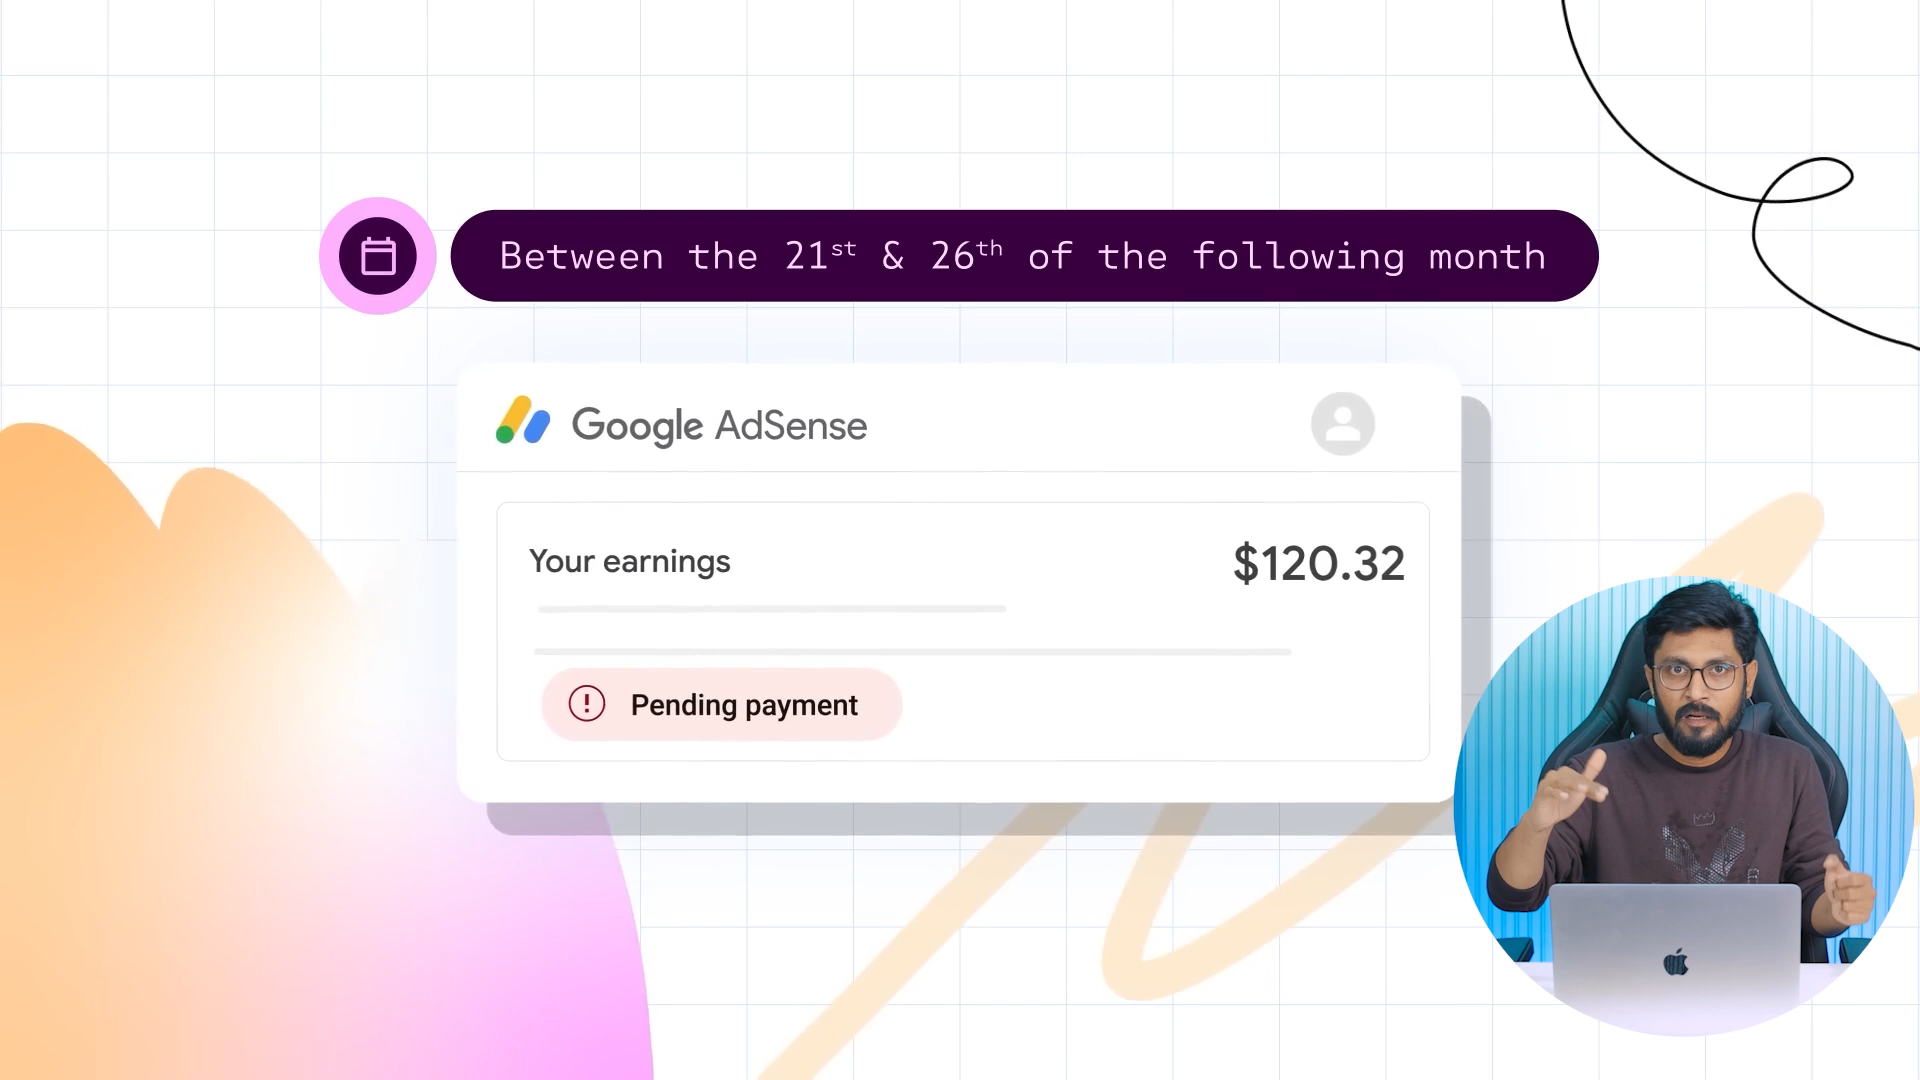 Between the 21st & 26th of the following month
Google AdSense
Your earnings
$120.32
Pending payment